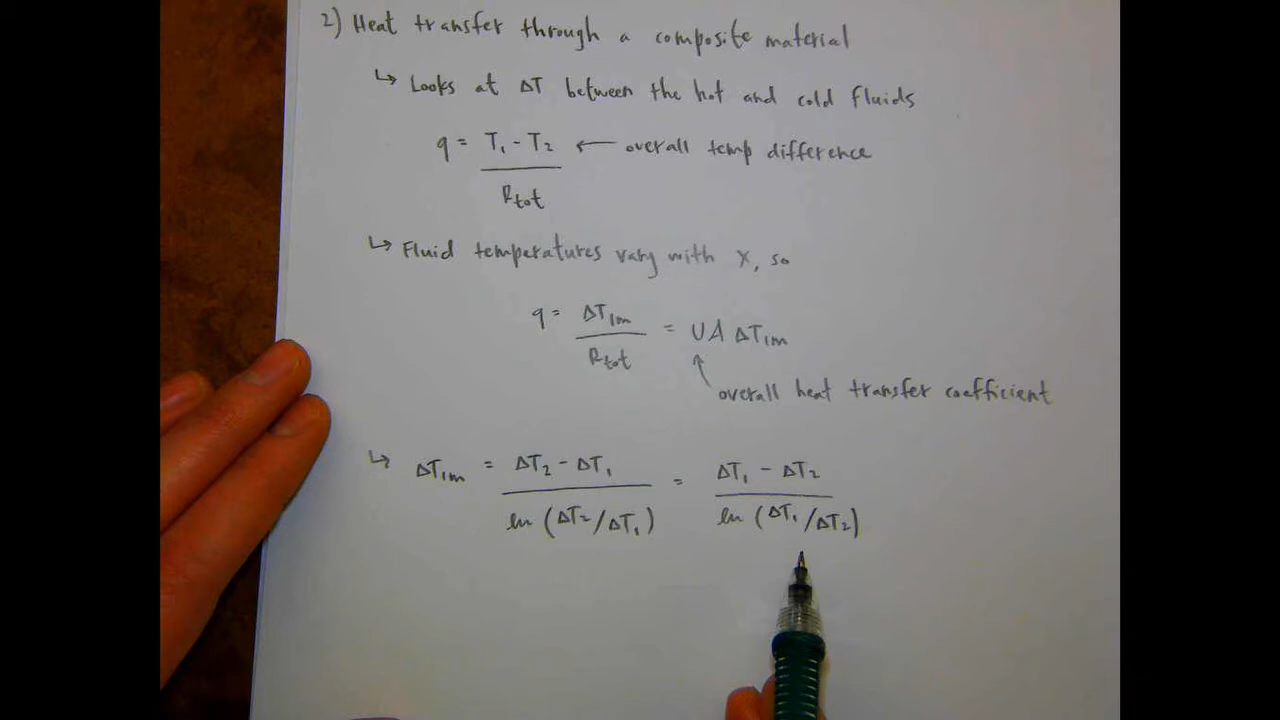 2) Heat transfer through a composite material
↳ Looks at ΔT between the hot and cold fluids
q = T₁ - T₂ ← overall temp difference
R_tot
↳ Fluid temperatures vary with x, so
q = ΔT_lm / R_tot = UA ΔT_lm
↑ overall heat transfer coefficient
↳ ΔT_lm = ΔT₂ - ΔT₁ / ln (ΔT₂/ΔT₁) = ΔT₁ - ΔT₂ / ln (ΔT₁/ΔT₂)